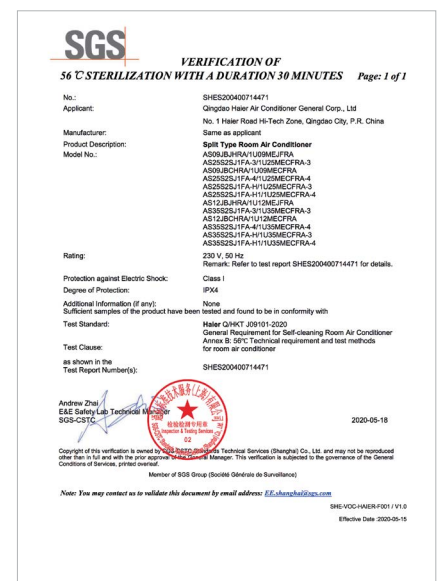 SGS
VERIFICATION OF
56 ℃ STERILIZATION WITH A DURATION 30 MINUTES Page: 1 of 1
No.: SHES200400714471
Applicant: Qingdao Haier Air Conditioner General Corp., Ltd
No. 1 Haier Road Hi-Tech Zone, Qingdao City, P.R. China
Manufacturer: Same as applicant
Product Description: Split Type Room Air Conditioner
Model No.: AS09JBJHRA/1U09MEJFRA
AS25S2SJ1FA-3/1U25MECFRA-3
AS09JBCHRA/1U09MECFRA
AS25S2SJ1FA-4/1U25MECFRA-4
AS25S2SJ1FA-H/1U25MECFRA-3
AS25S2SJ1FA-H1/1U25MECFRA-4
AS12JBJHRA/1U12MEJFRA
AS35S2SJ1FA-3/1U35MECFRA-3
AS12JBCHRA/1U12MECFRA
AS35S2SJ1FA-4/1U35MECFRA-4
AS35S2SJ1FA-H/1U35MECFRA-3
AS35S2SJ1FA-H1/1U35MECFRA-4
Rating: 230 V, 50 Hz
Remark: Refer to test report SHES200400714471 for details.
Protection against Electric Shock: Class I
Degree of Protection: IPX4
Additional Information (if any): None
Sufficient samples of the product have been tested and found to be in conformity with
Test Standard: Haier Q/HKT J09101-2020
General Requirement for Self-cleaning Room Air Conditioner
Annex B: 56℃ Technical requirement and test methods
Test Clause: for room air conditioner
as shown in the
Test Report Number(s): SHES200400714471
Andrew Zhai
E&E Safety Lab Technical Manager
SGS-CSTC
检验检测专用章
Inspection & Testing Services
02
2020-05-18
Copyright of this verification is owned by SGS-CSTC Standards Technical Services (Shanghai) Co., Ltd. and may not be reproduced
other than in full and with the prior approval of the General Manager. This verification is subjected to the governance of the General
Conditions of Services, printed overleaf.
Member of SGS Group (Société Générale de Surveillance)
Note: You may contact us to validate this document by email address: EE.shanghai@sgs.com
SHE-VOC-HAIER-F001 / V1.0
Effective Date :2020-05-15